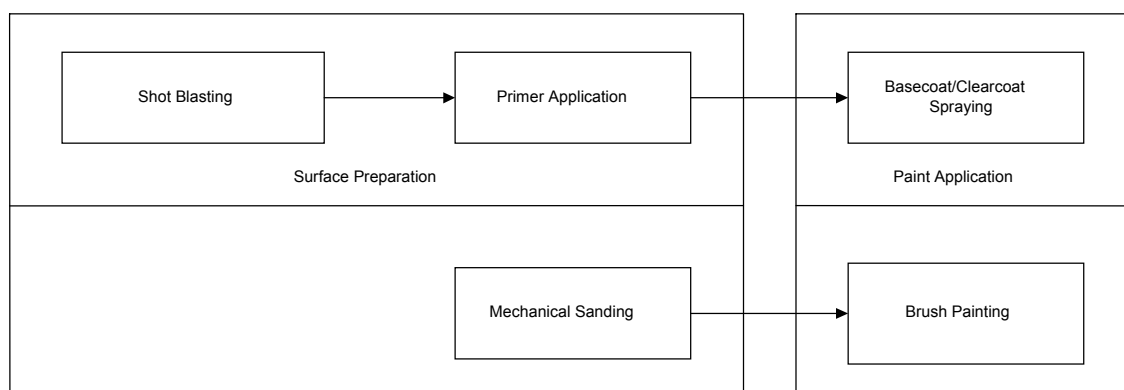 Shot Blasting
Primer Application
Basecoat/Clearcoat
Spraying
Surface Preparation
Paint Application
Mechanical Sanding
Brush Painting